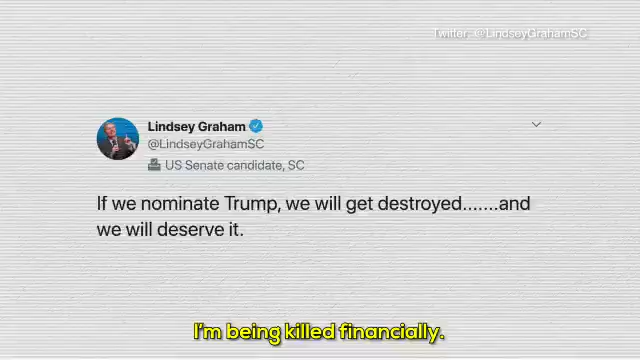 Twitter @LindseyGrahamSC
Lindsey Graham
@LindseyGrahamSC
US Senate candidate, SC
If we nominate Trump, we will get destroyed.......and
we will deserve it.
I'm being killed financially.